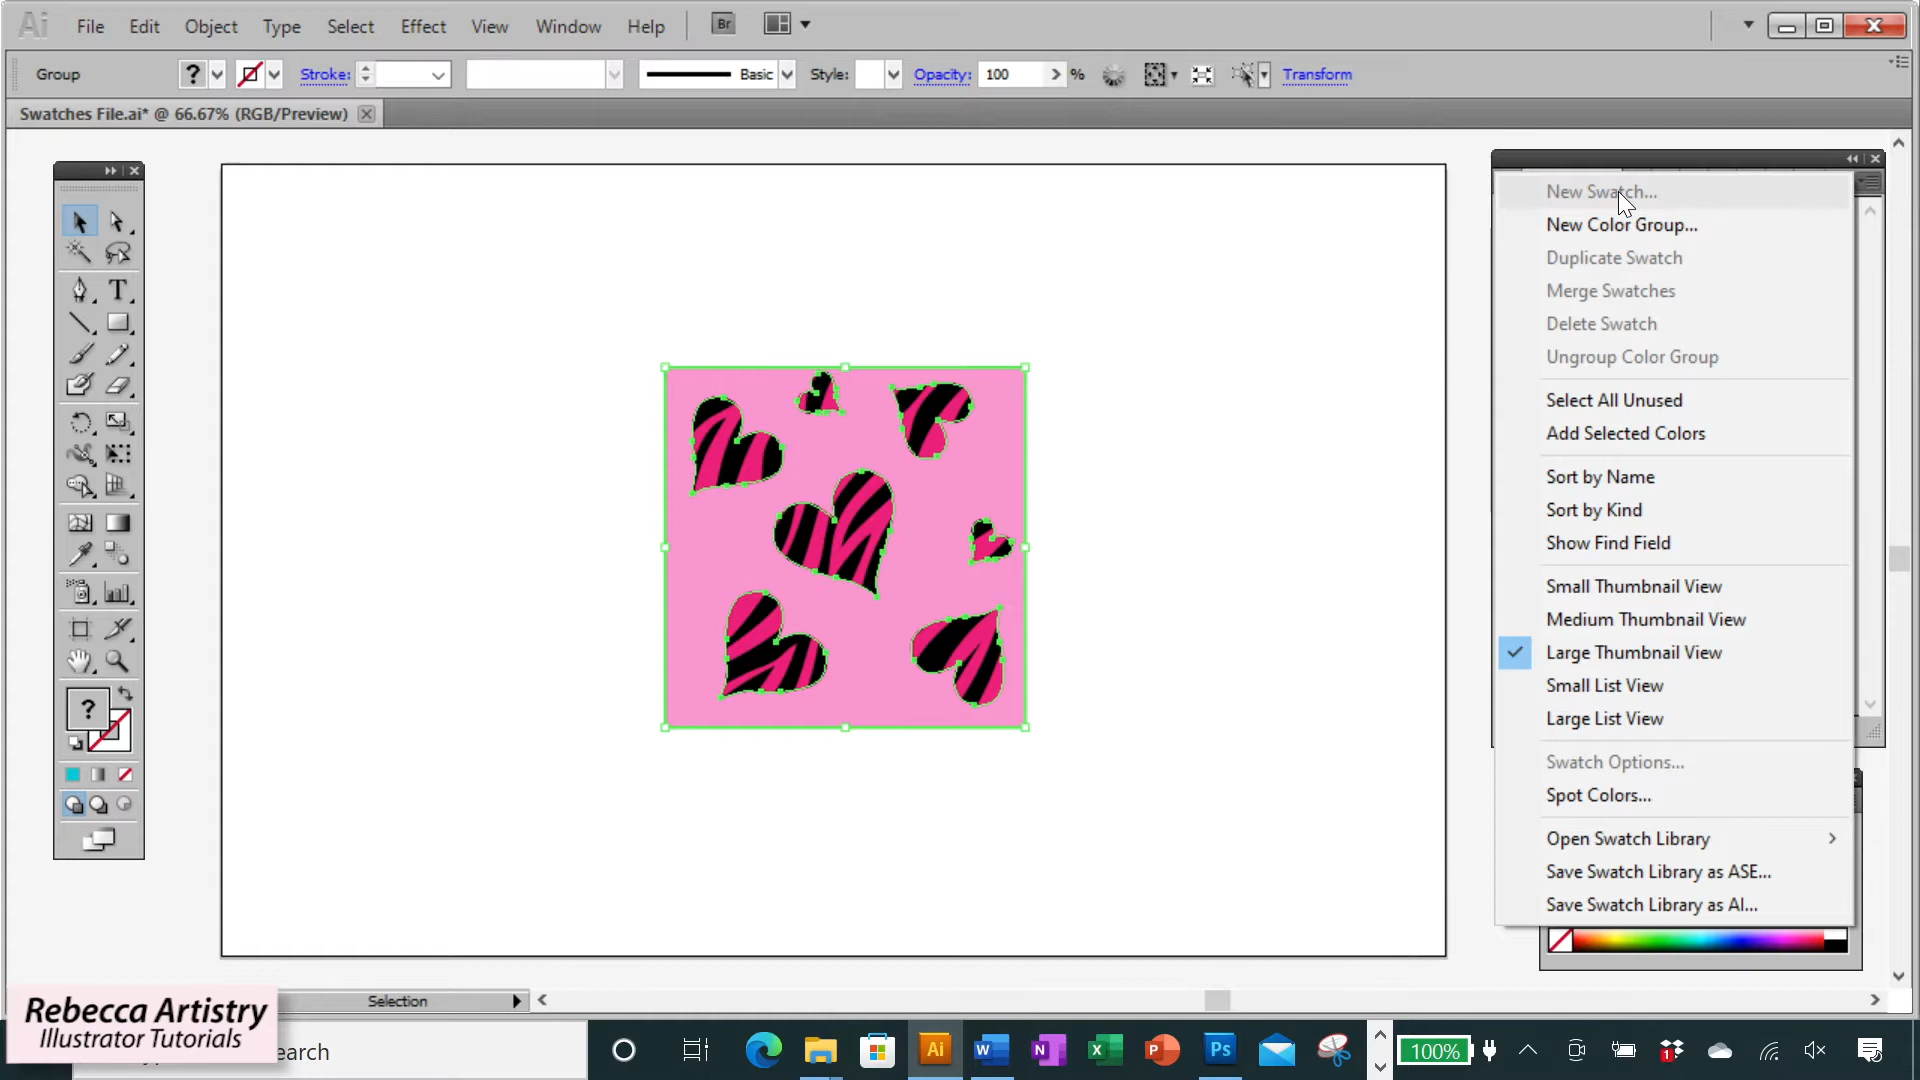 Ai File Edit Object Type Select Effect View Window Help Br
Group ? Stroke: Basic Style: Opacity: 100 % Transform
Swatches File.ai* @ 66.67% (RGB/Preview)
New Swatch...
New Color Group...
Duplicate Swatch
Merge Swatches
Delete Swatch
Ungroup Color Group
Select All Unused
Add Selected Colors
Sort by Name
Sort by Kind
Show Find Field
Small Thumbnail View
Medium Thumbnail View
Large Thumbnail View
Small List View
Large List View
Swatch Options...
Spot Colors...
Open Swatch Library
Save Swatch Library as ASE...
Save Swatch Library as AI...
T
?
Selection
Rebecca Artistry
Illustrator Tutorials
earch
Ai W N X P Ps 100% 1